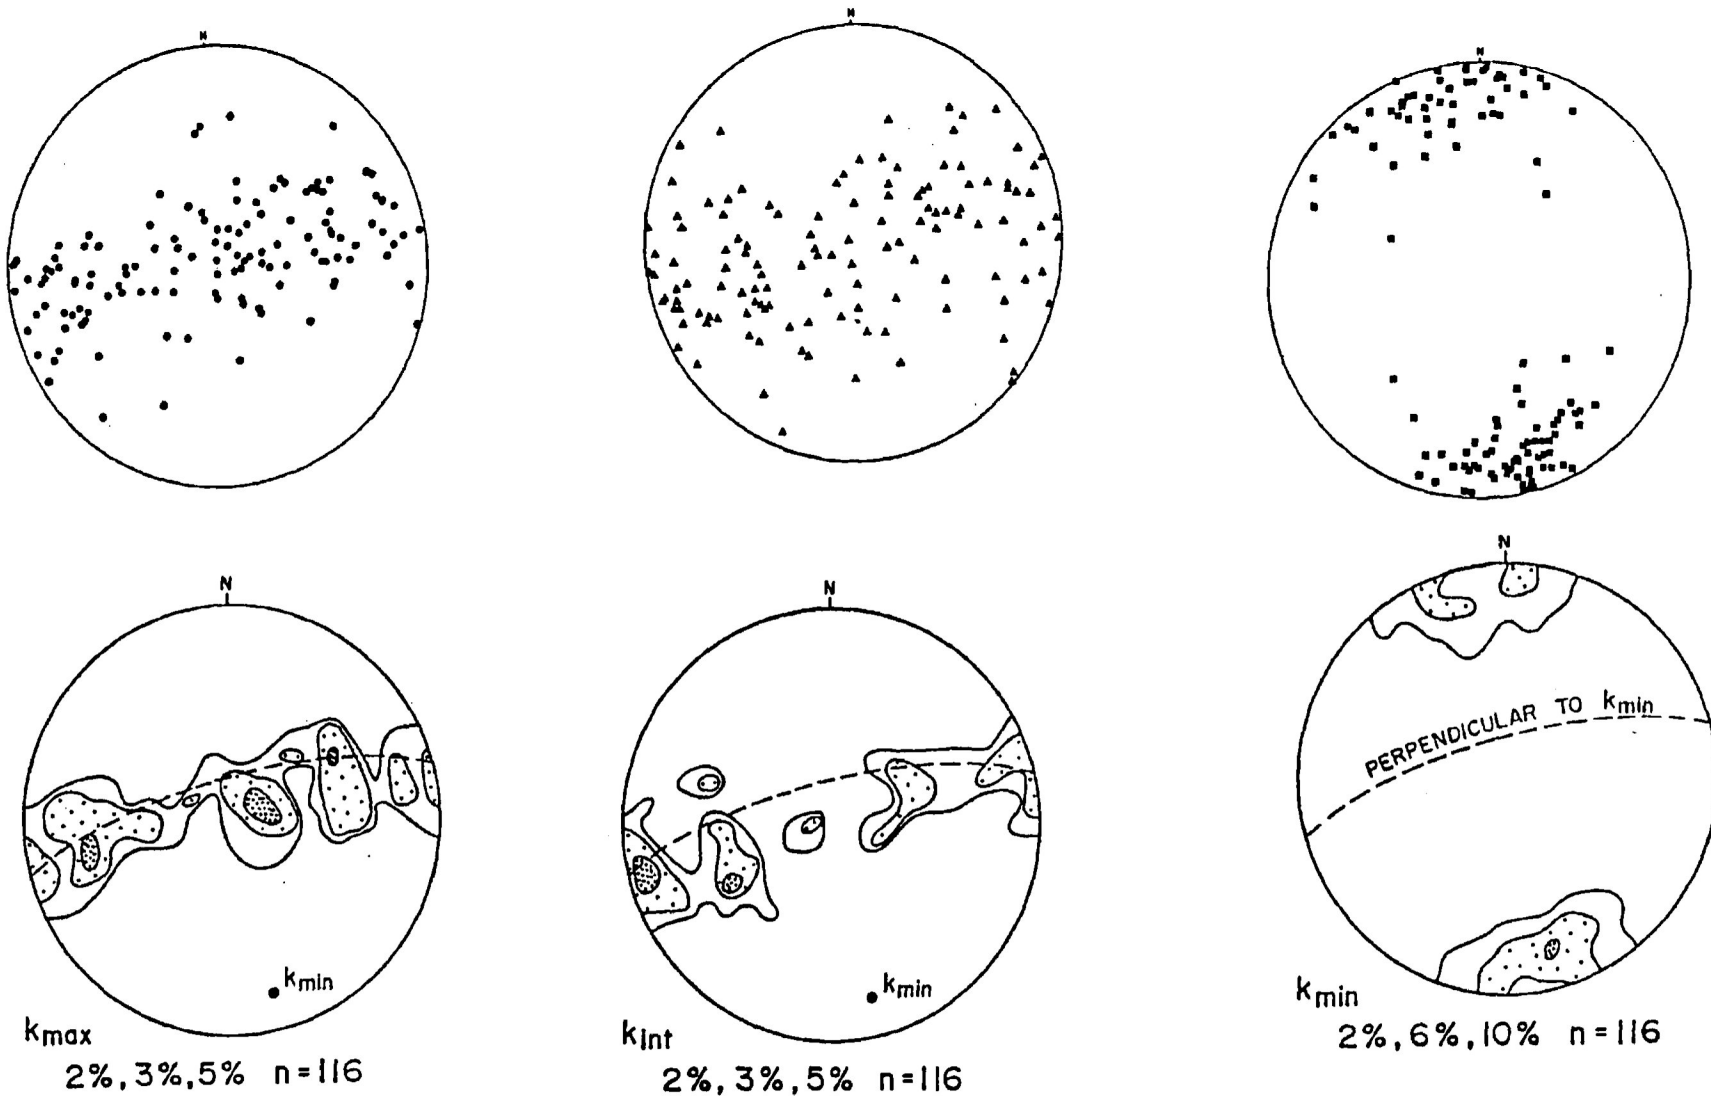 N
N
N
N
N
N
PERPENDICULAR TO kmin
kmin
kmin
kmax
kint
kmin
2%, 3%, 5% n=116
2%, 3%, 5% n=116
2%, 6%, 10% n=116